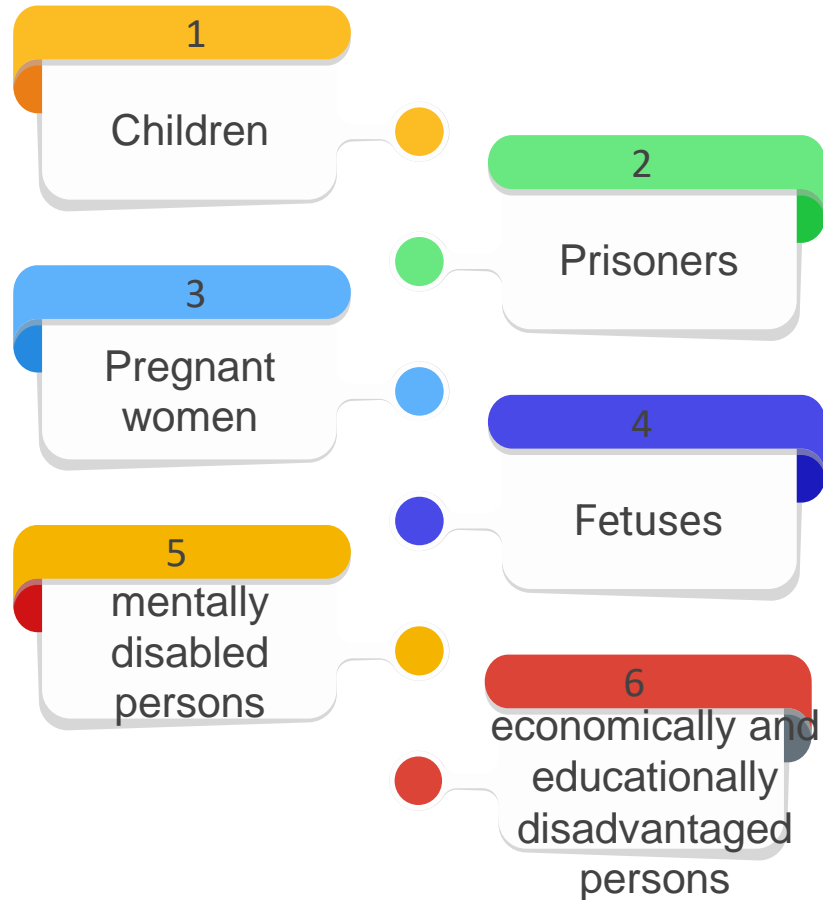 1
Children
2
Prisoners
3
Pregnant
women
4
Fetuses
5
mentally
disabled
persons
6
economically and
educationally
disadvantaged
persons